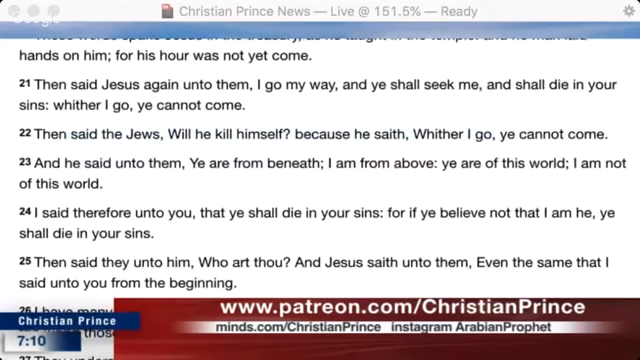 Christian Prince News — Live @ 151.5% — Ready
Google
hands on him; for his hour was not yet come.
21 Then said Jesus again unto them, I go my way, and ye shall seek me, and shall die in your
sins: whither I go, ye cannot come.
22 Then said the Jews, Will he kill himself? because he saith, Whither I go, ye cannot come.
23 And he said unto them, Ye are from beneath; I am from above: ye are of this world; I am not
of this world.
24 I said therefore unto you, that ye shall die in your sins: for if ye believe not that I am he, ye
shall die in your sins.
25 Then said they unto him, Who art thou? And Jesus saith unto them, Even the same that I
said unto you from the beginning.
26 I have many
www.patreon.com/ChristianPrince
Christian Prince
minds.com/ChristianPrince instagram ArabianProphet
7:10